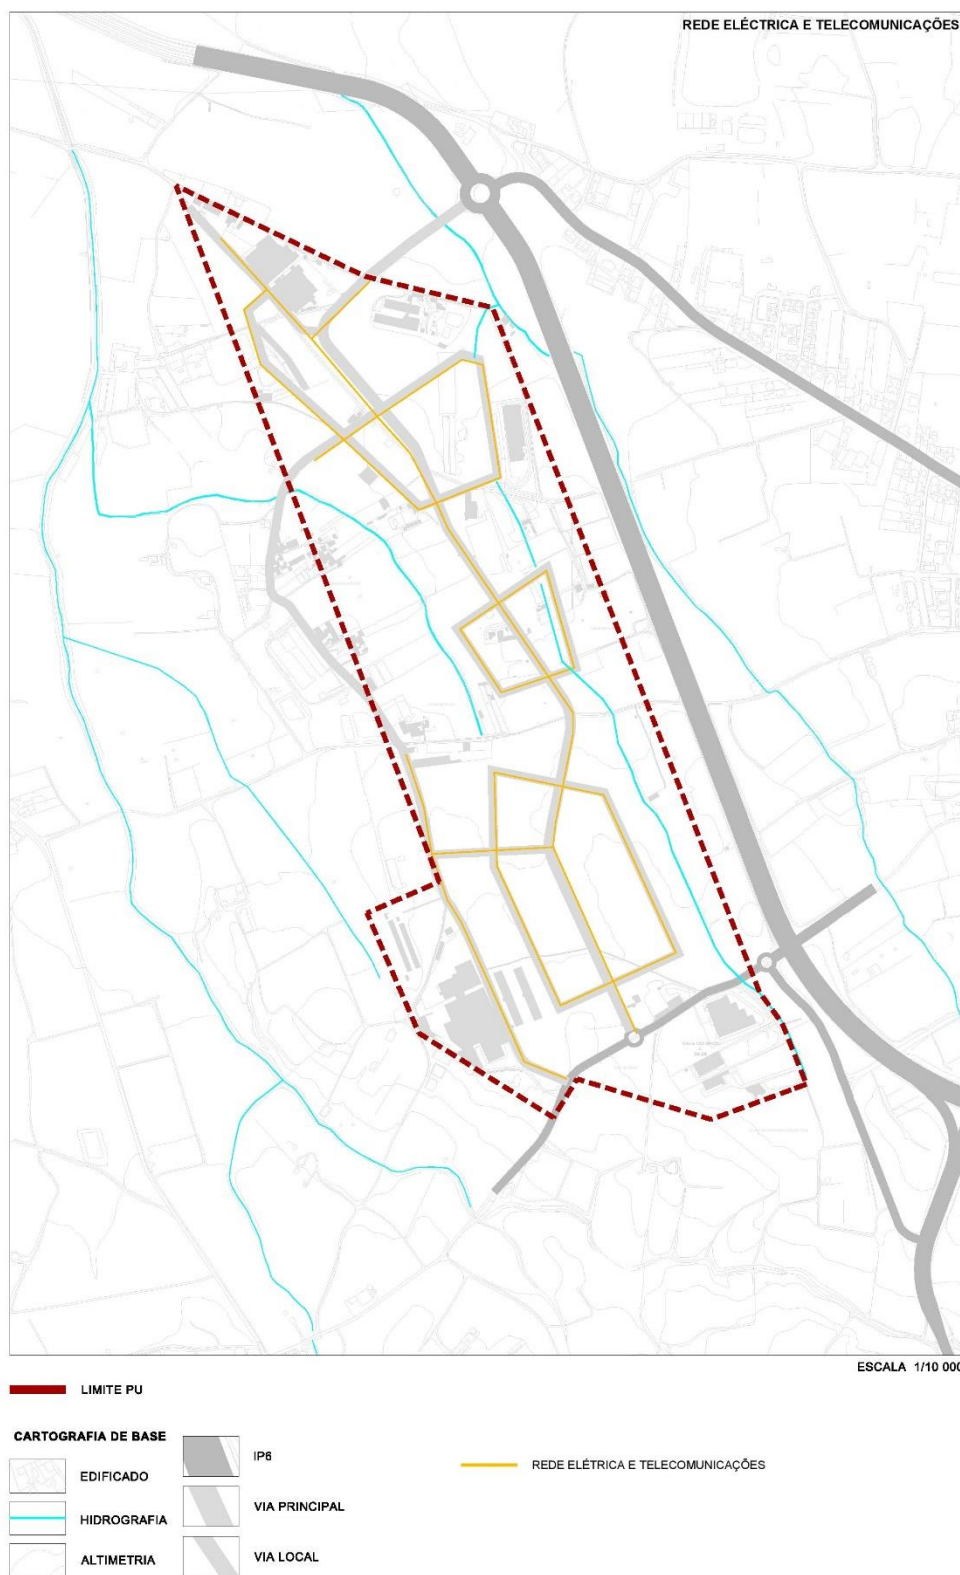 REDE ELÉCTRICA E TELECOMUNICAÇÕES
ESCALA 1/10 000
LIMITE PU
CARTOGRAFIA DE BASE
EDIFICADO
HIDROGRAFIA
ALTIMETRIA
IP6
VIA PRINCIPAL
VIA LOCAL
REDE ELÉTRICA E TELECOMUNICAÇÕES